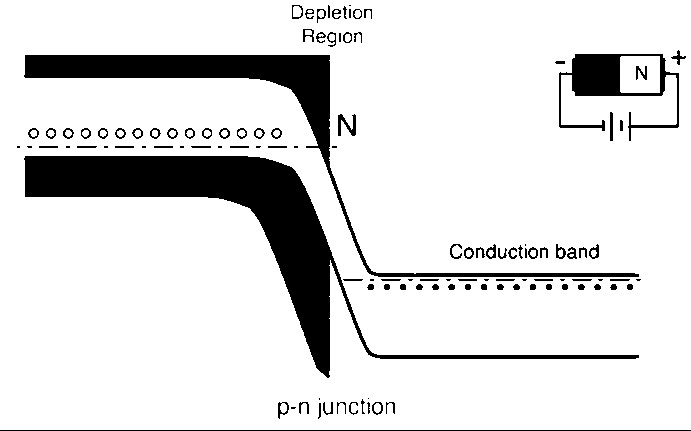 Depletion
Region
-
+
N
N
Conduction band
p-n junction